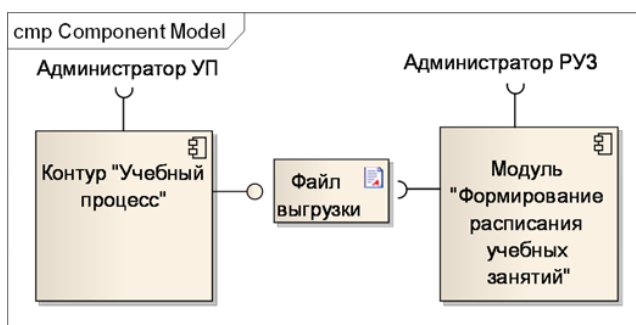 cmp Component Model
Администратор УП
Администратор РУЗ
Контур "Учебный
процесс"
Файл
выгрузки
Модуль
"Формирование
расписания
учебных
занятий"